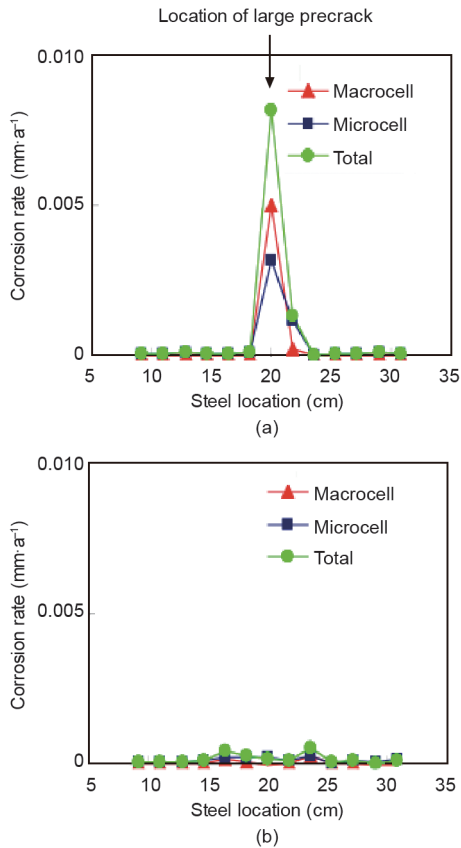 Location of large precrack
0.010
Macrocell
Microcell
Total
0.005
0
Corrosion rate (mm·a⁻¹)
5 10 15 20 25 30 35
Steel location (cm)
(a)
0.010
Macrocell
Microcell
Total
0.005
0
Corrosion rate (mm·a⁻¹)
5 10 15 20 25 30 35
Steel location (cm)
(b)